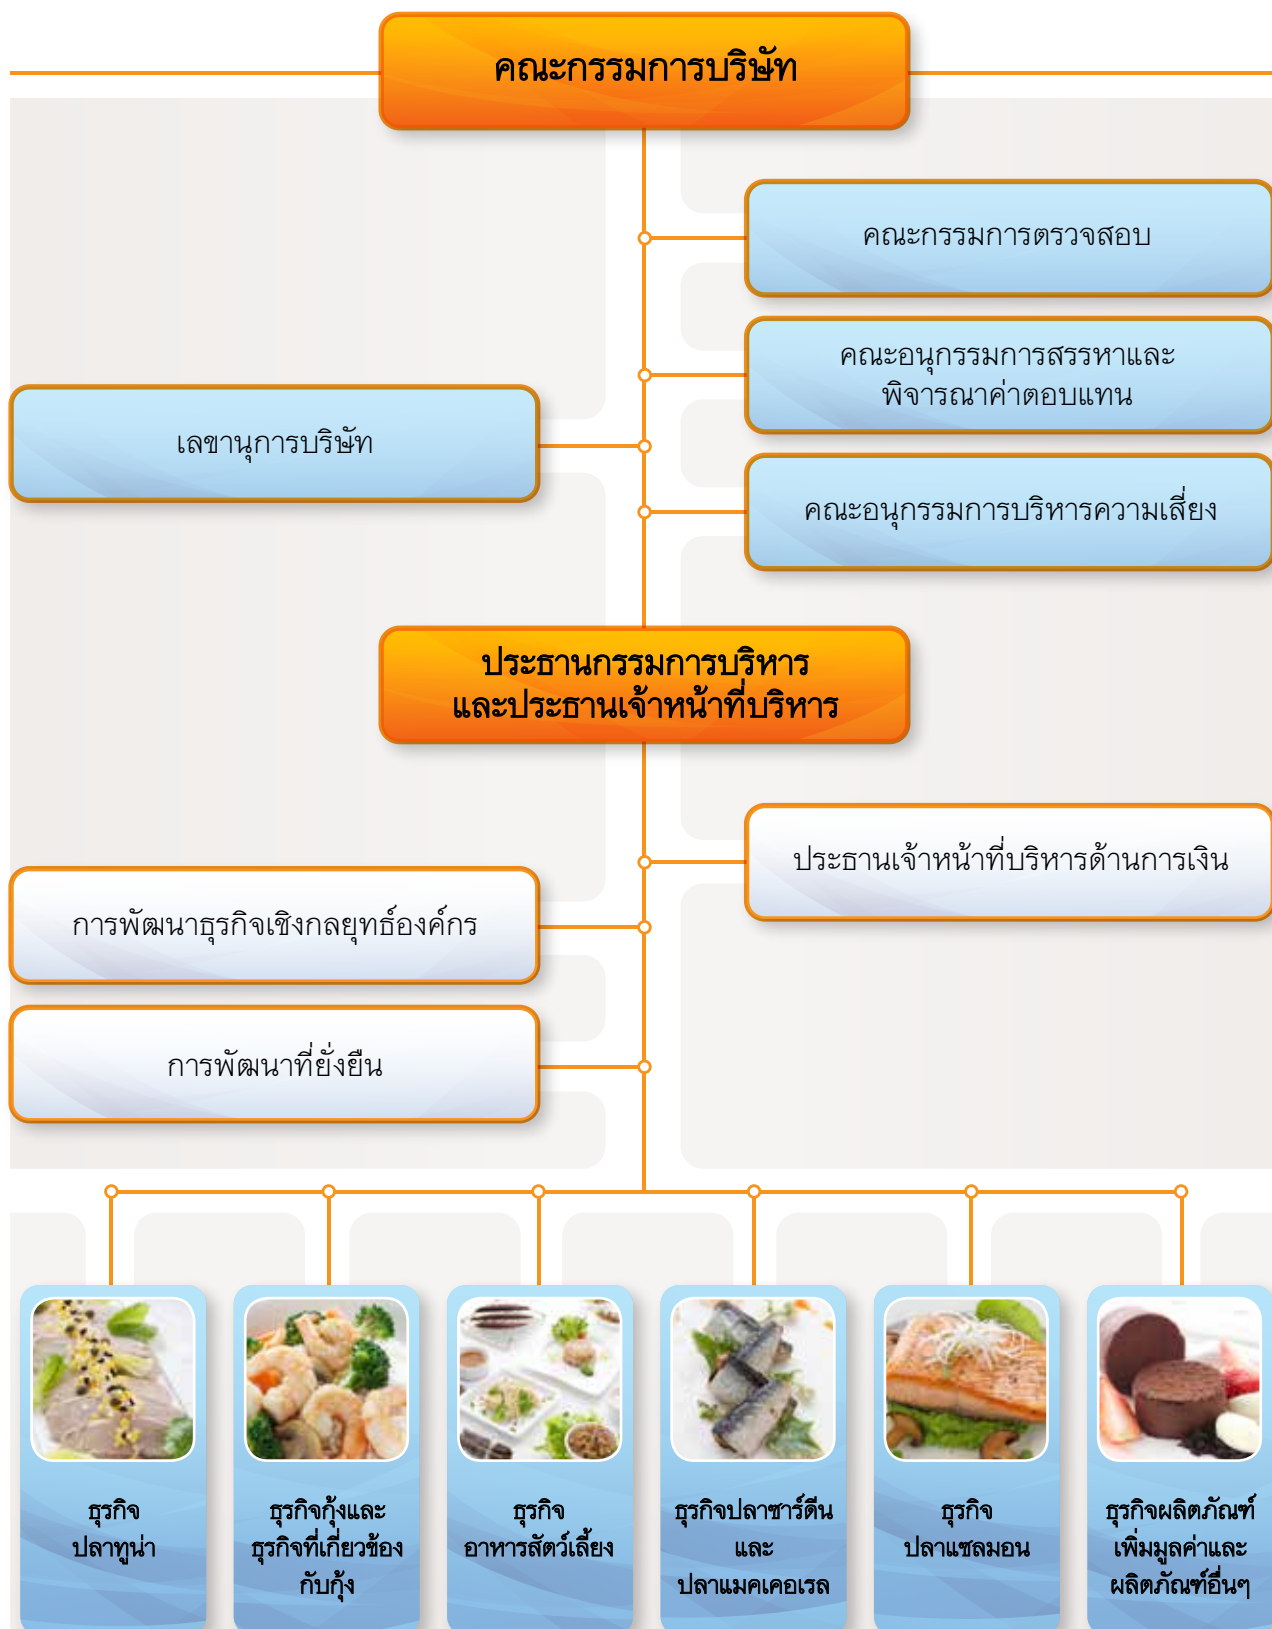 คณะกรรมการบริษัท
คณะกรรมการตรวจสอบ
คณะอนุกรรมการสรรหาและ
พิจารณาค่าตอบแทน
เลขานุการบริษัท
คณะอนุกรรมการบริหารความเสี่ยง
ประธานกรรมการบริหาร
และประธานเจ้าหน้าที่บริหาร
ประธานเจ้าหน้าที่บริหารด้านการเงิน
การพัฒนาธุรกิจเชิงกลยุทธ์องค์กร
การพัฒนาที่ยั่งยืน
ธุรกิจ
ปลาทูน่า
ธุรกิจกุ้งและ
ธุรกิจที่เกี่ยวข้อง
กับกุ้ง
ธุรกิจ
อาหารสัตว์เลี้ยง
ธุรกิจปลาซาร์ดีน
และ
ปลาแมคเคอเรล
ธุรกิจ
ปลาแซลมอน
ธุรกิจผลิตภัณฑ์
เพิ่มมูลค่าและ
ผลิตภัณฑ์อื่นๆ